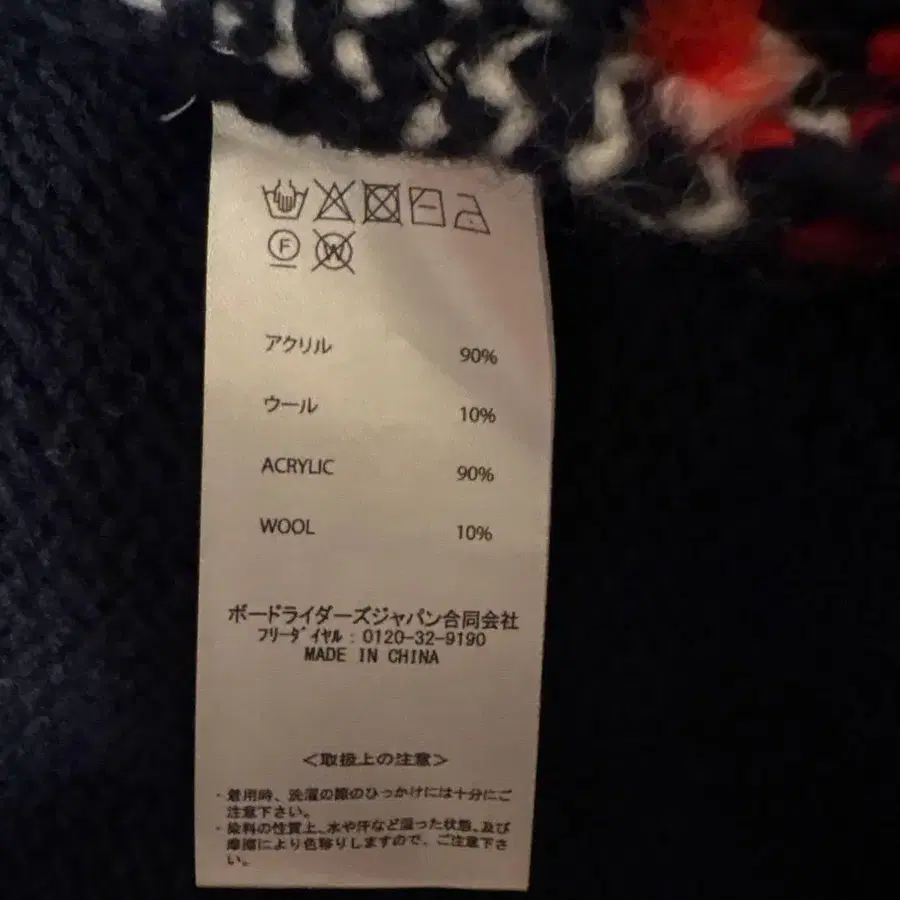 F
W
アクリル 90%
ウール 10%
ACRYLIC 90%
WOOL 10%
ボードライダーズジャパン合同会社
フリーダイヤル：0120-32-9190
MADE IN CHINA
＜取扱上の注意＞
・着用時、洗濯の際のひっかけには十分にご
注意下さい。
・染料の性質上、水や汗など湿った状態、及び
摩擦により色移りしますので、ご注意下さ
い。